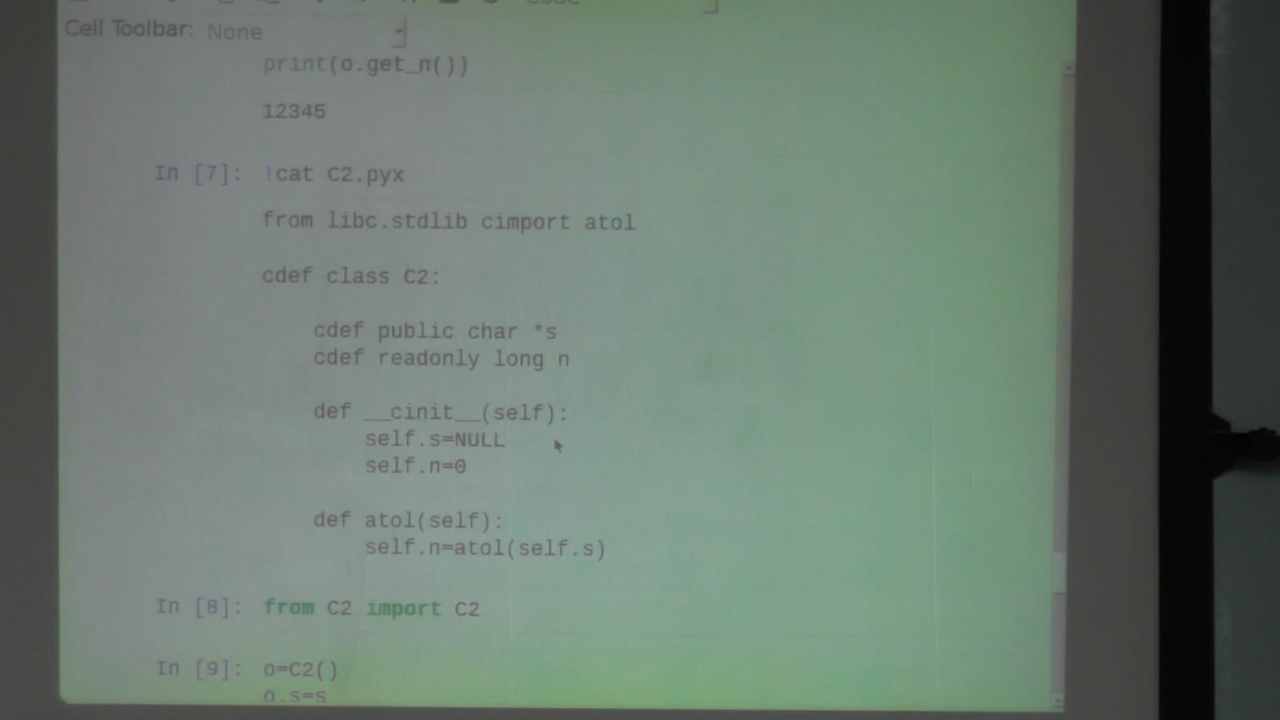 Cell Toolbar: None
print(o.get_n())
12345
In [7]: !cat C2.pyx
from libc.stdlib cimport atol
cdef class C2:
cdef public char *s
cdef readonly long n
def __cinit__(self):
self.s=NULL
self.n=0
def atol(self):
self.n=atol(self.s)
In [8]: from C2 import C2
In [9]: o=C2()
o.s=s